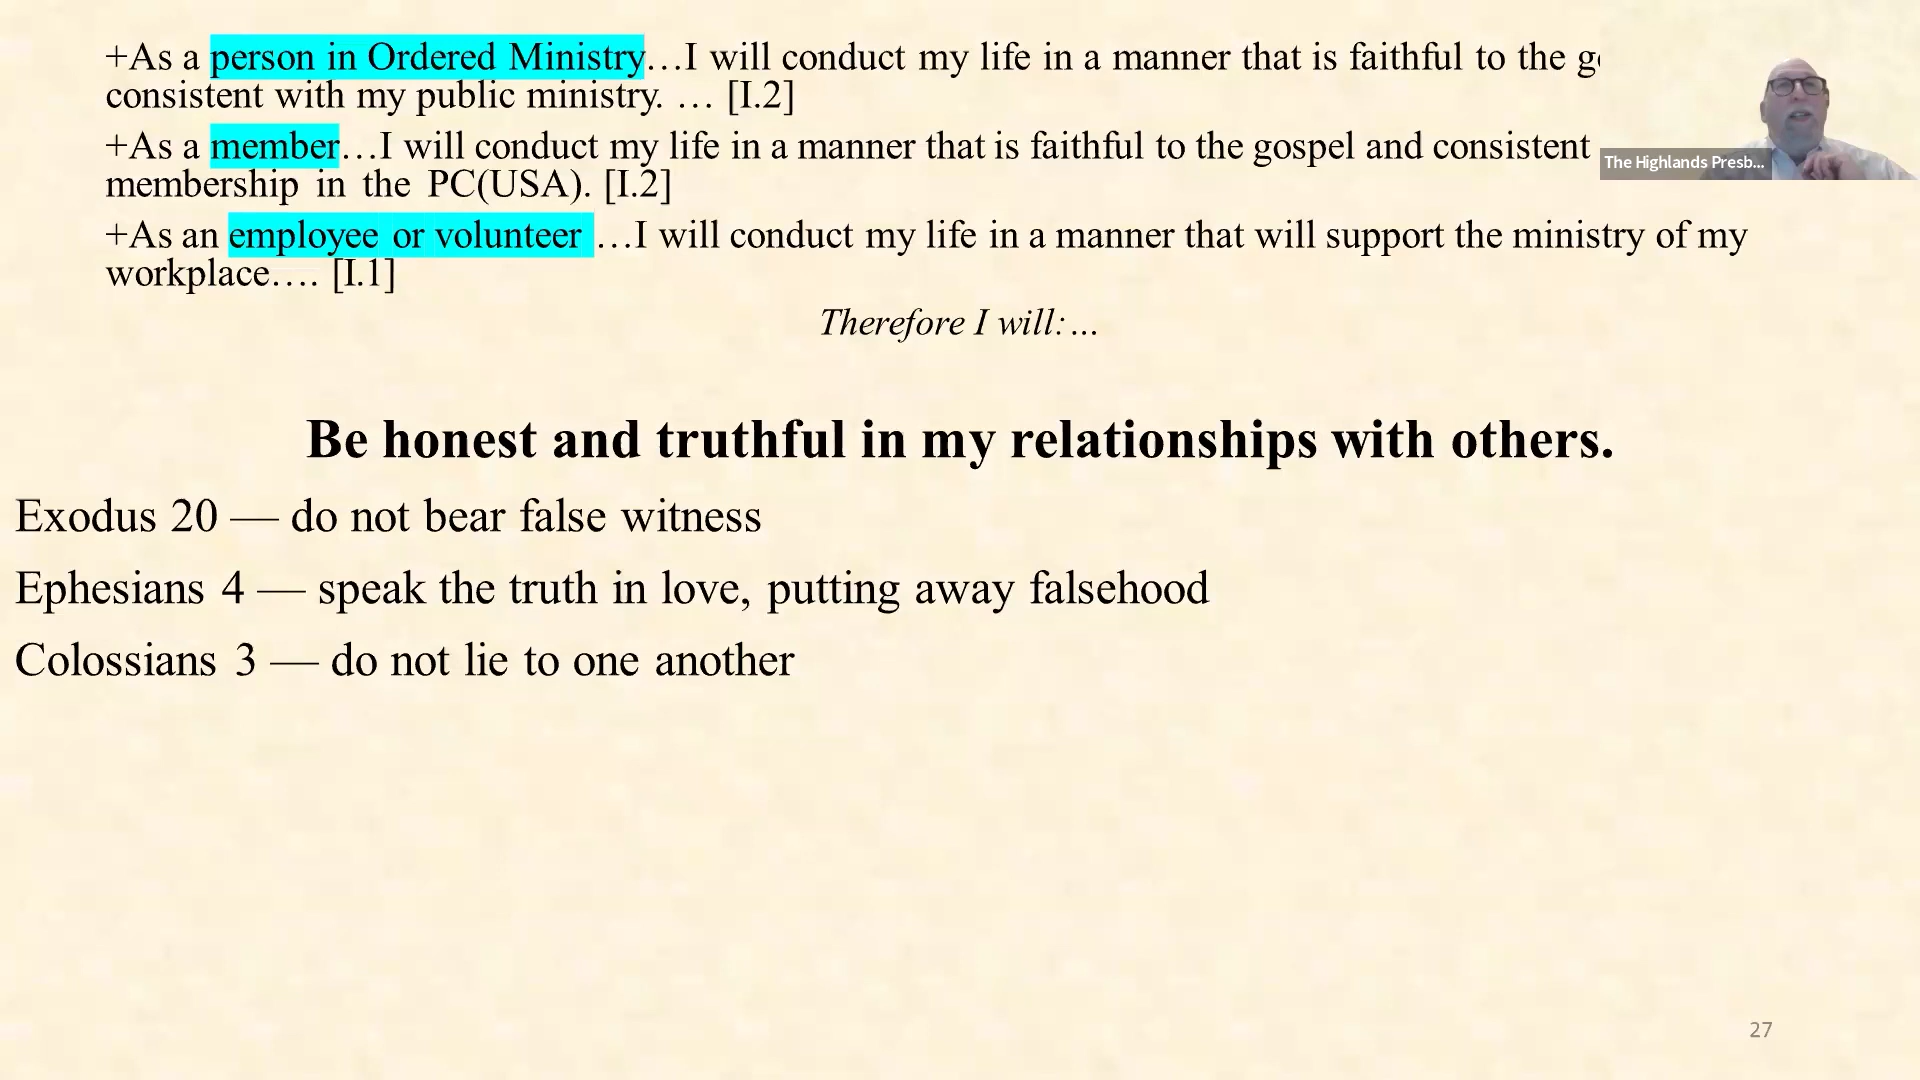 +As a person in Ordered Ministry…I will conduct my life in a manner that is faithful to the
consistent with my public ministry. … [I.2]
+As a member…I will conduct my life in a manner that is faithful to the gospel and consistent
membership in the PC(USA). [I.2]
+As an employee or volunteer …I will conduct my life in a manner that will support the ministry of my
workplace…. [I.1]
Therefore I will:…
Be honest and truthful in my relationships with others.
Exodus 20 — do not bear false witness
Ephesians 4 — speak the truth in love, putting away falsehood
Colossians 3 — do not lie to one another
The Highlands Presb...
27